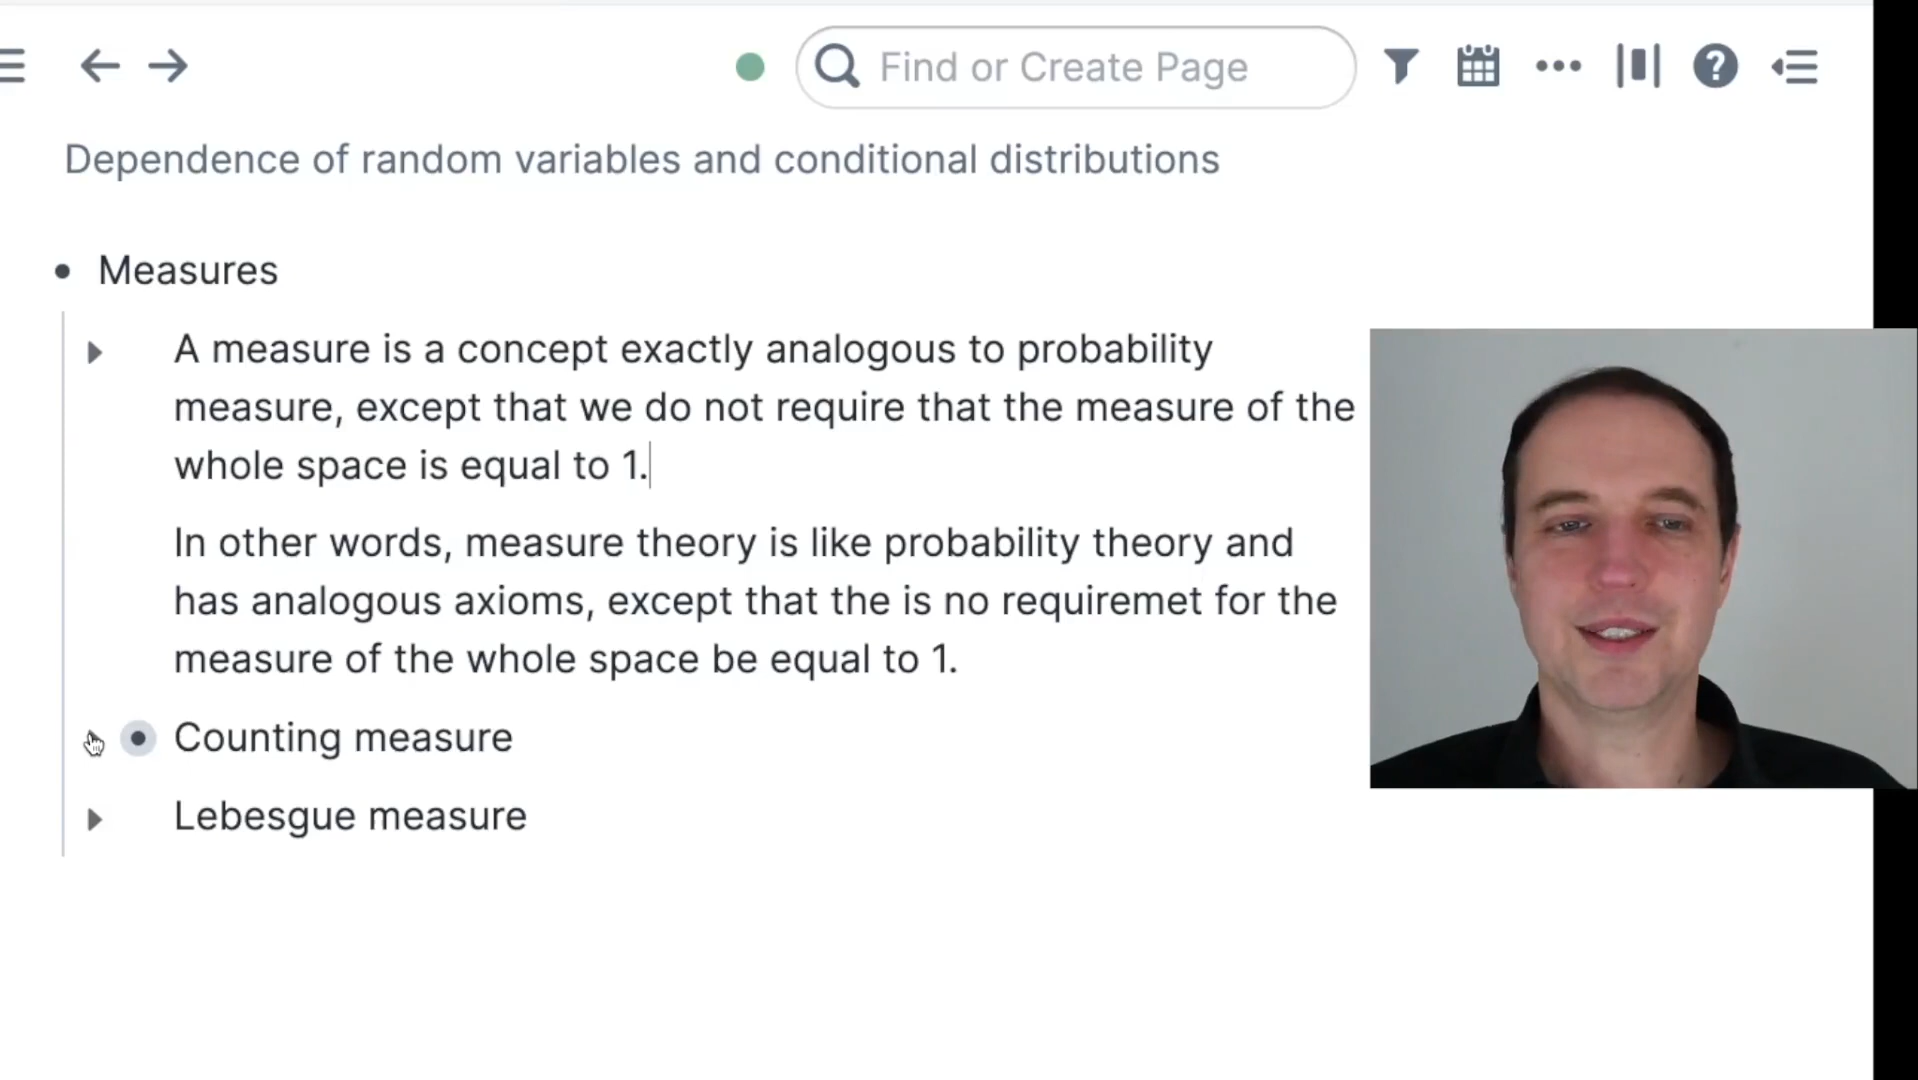 Find or Create Page
Dependence of random variables and conditional distributions
Measures
A measure is a concept exactly analogous to probability
measure, except that we do not require that the measure of the
whole space is equal to 1.
In other words, measure theory is like probability theory and
has analogous axioms, except that the is no requiremet for the
measure of the whole space be equal to 1.
Counting measure
Lebesgue measure